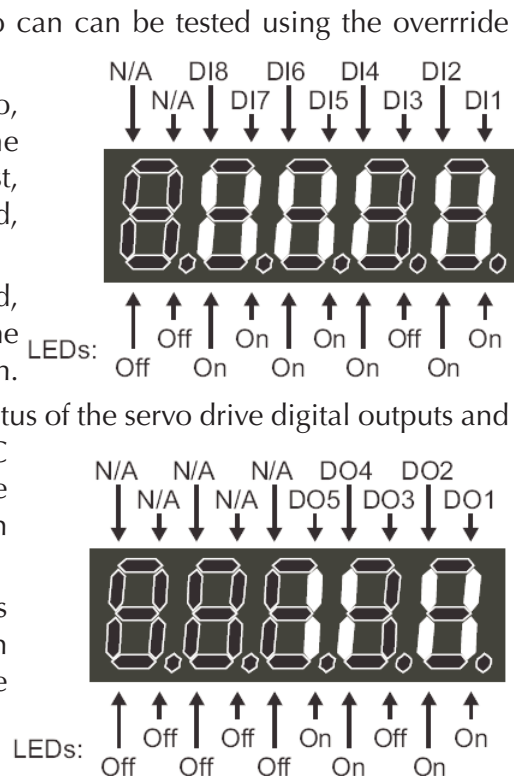 o can can be tested using the overrride
N/A DI8 DI6 DI4 DI2
o, N/A DI7 DI5 DI3 DI1
ne
st,
d,
d,
ne LEDs: Off On On Off On
n. Off On On On On
tus of the servo drive digital outputs and
C N/A N/A N/A DO4 DO2
e N/A N/A DO5 DO3 DO1
n
s
n
e
LEDs: Off Off On Off On
Off Off Off On On